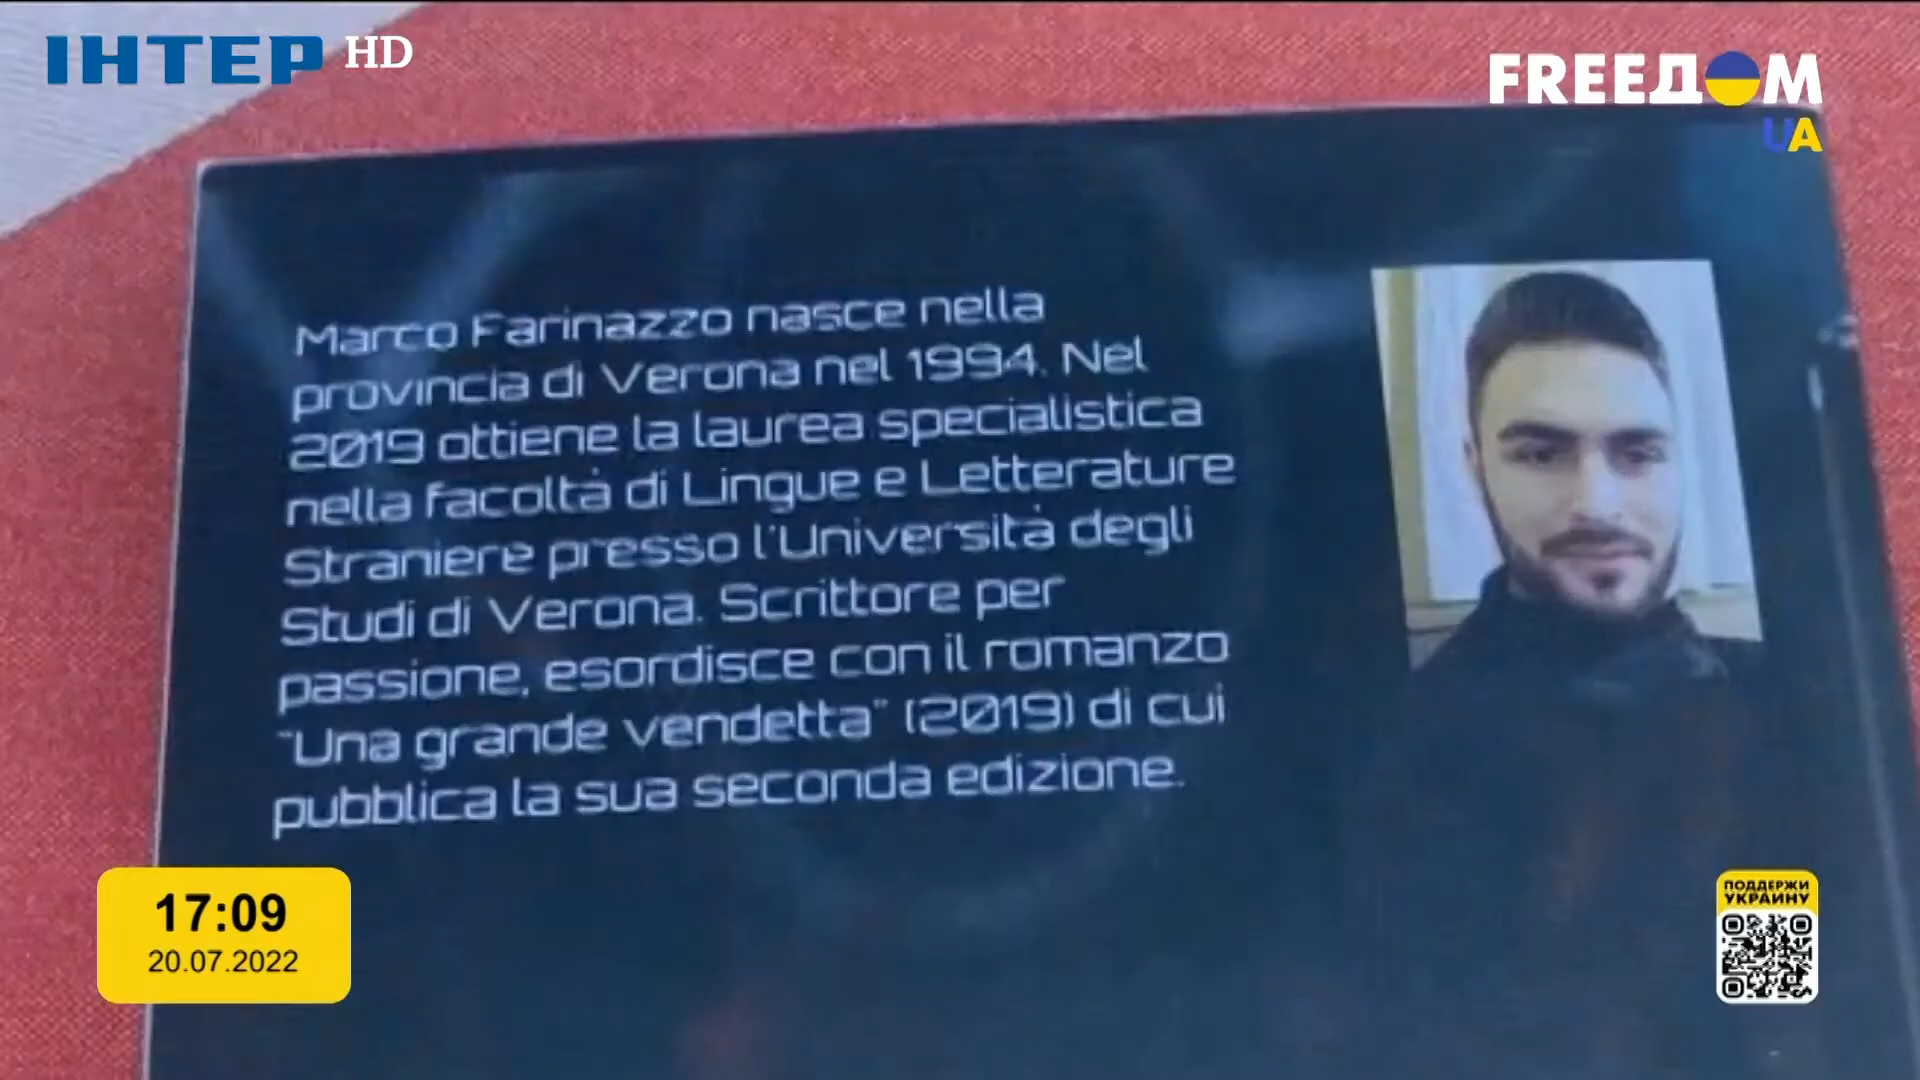 ІНТЕР HD
FREEДОМ
UA
Marco Farinazzo nasce nella
provincia di Verona nel 1994. Nel
2019 ottiene la laurea specialistica
nella facoltà di Lingue e Letterature
Straniere presso l'Università degli
Studi di Verona. Scrittore per
passione, esordisce con il romanzo
"Una grande vendetta" (2019) di cui
pubblica la sua seconda edizione.
17:09
20.07.2022
ПОДДЕРЖИ
УКРАИНУ